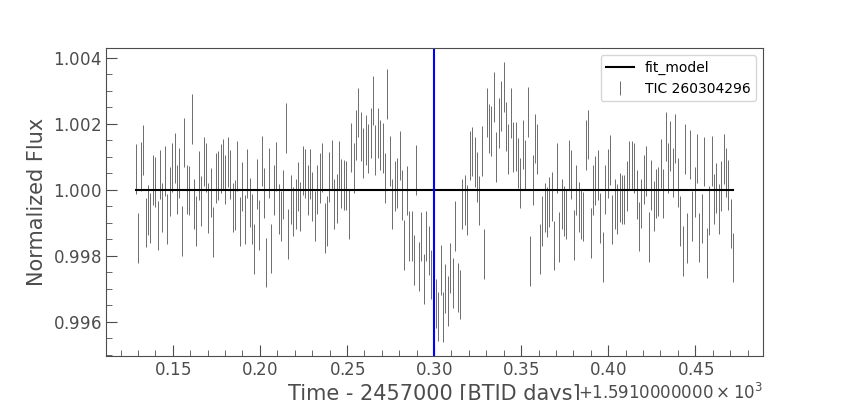 1.004
1.002
1.000
0.998
0.996
Normalized Flux
fit_model
TIC 260304296
0.15 0.20 0.25 0.30 0.35 0.40 0.45
Time - 2457000 [BTJD days]
+1.5910000000 × 10³